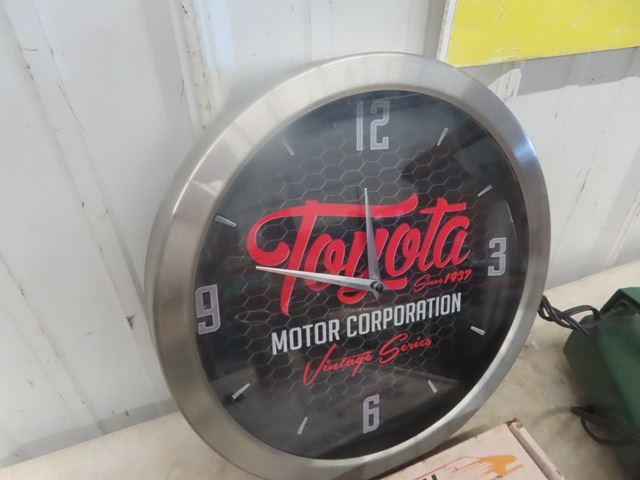 12
Toyota
Since 1937
9
3
MOTOR CORPORATION
Vintage Series
6